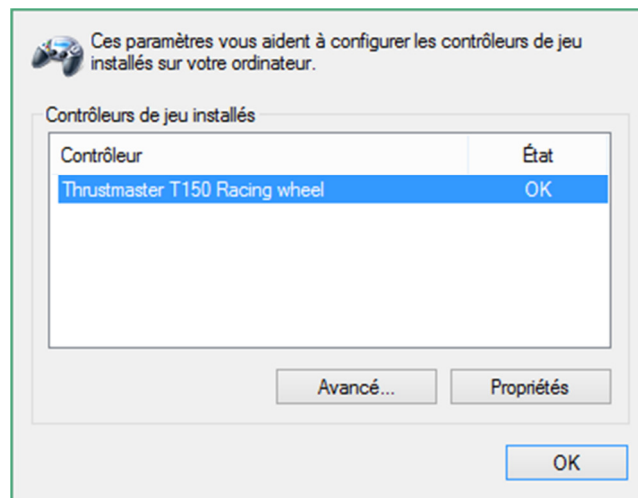 Ces paramètres vous aident à configurer les contrôleurs de jeu
installés sur votre ordinateur.
Contrôleurs de jeu installés
Contrôleur État
Thrustmaster T150 Racing wheel OK
Avancé... Propriétés
OK